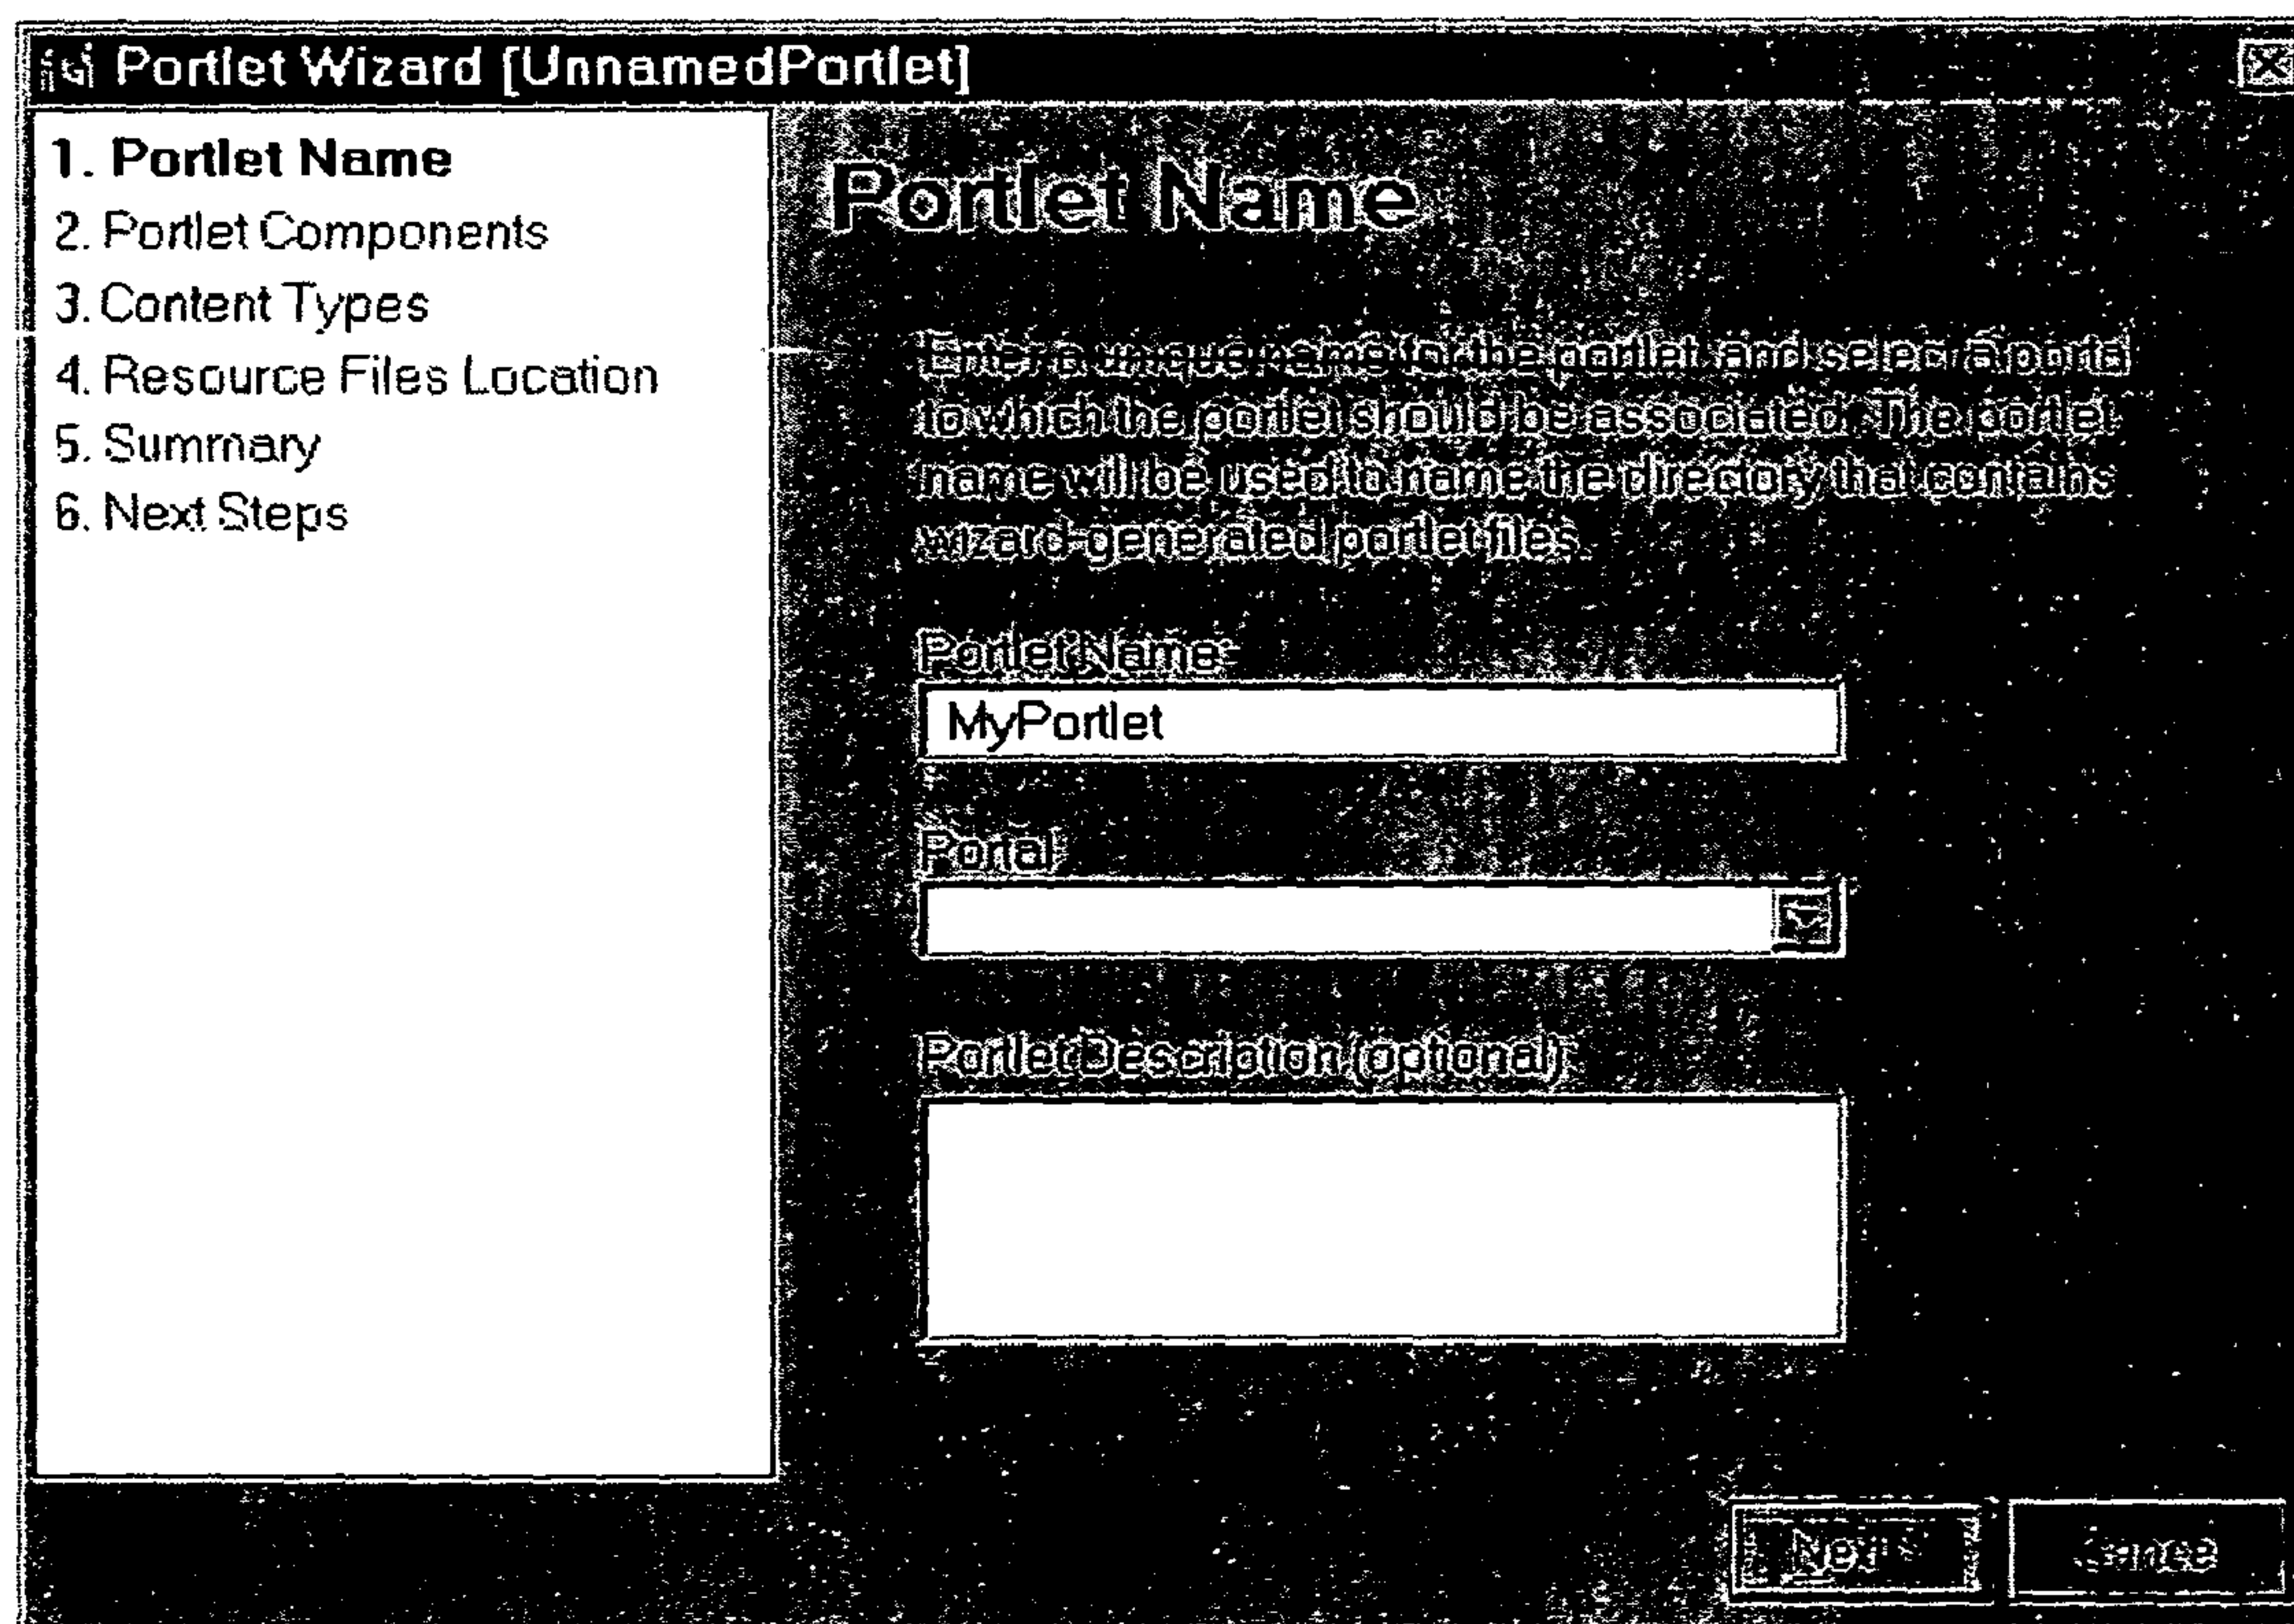 Portlet Wizard [UnnamedPortlet]
1. Portlet Name
2. Portlet Components
3. Content Types
4. Resource Files Location
5. Summary
6. Next Steps
Portlet Name
Enter a unique name for the portlet and select a portal
to which the portlet should be associated. The portlet
name will be used to name the directory that contains
wizard-generated portlet files.
Portlet Name
MyPortlet
Portal
Portlet Description (optional)
Next
Cancel